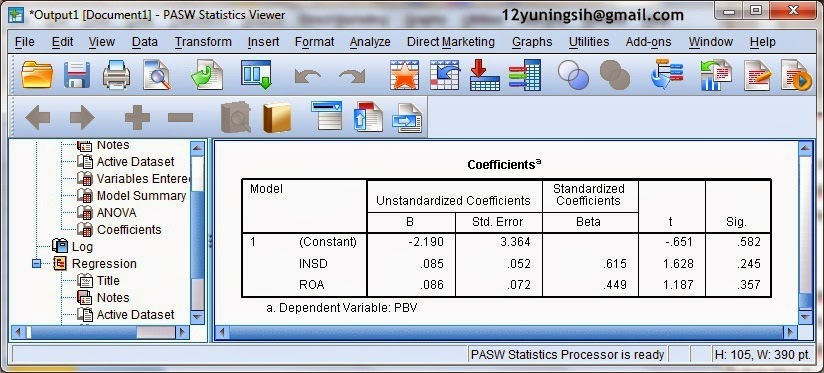 *Output1 [Document1] - PASW Statistics Viewer
12yuningsih@gmail.com
File Edit View Data Transform Insert Format Analyze Direct Marketing Graphs Utilities Add-ons Window Help
Notes
Active Dataset
Variables Entere
Model Summary
ANOVA
Coefficients
Log
Regression
Title
Notes
Active Dataset
Coefficientsa
Model Unstandardized Coefficients Standardized Coefficients t Sig.
B Std. Error Beta
1 (Constant) -2.190 3.364 -.651 .582
INSD .085 .052 .615 1.628 .245
ROA .086 .072 .449 1.187 .357
a. Dependent Variable: PBV
PASW Statistics Processor is ready H: 105, W: 390 pt.